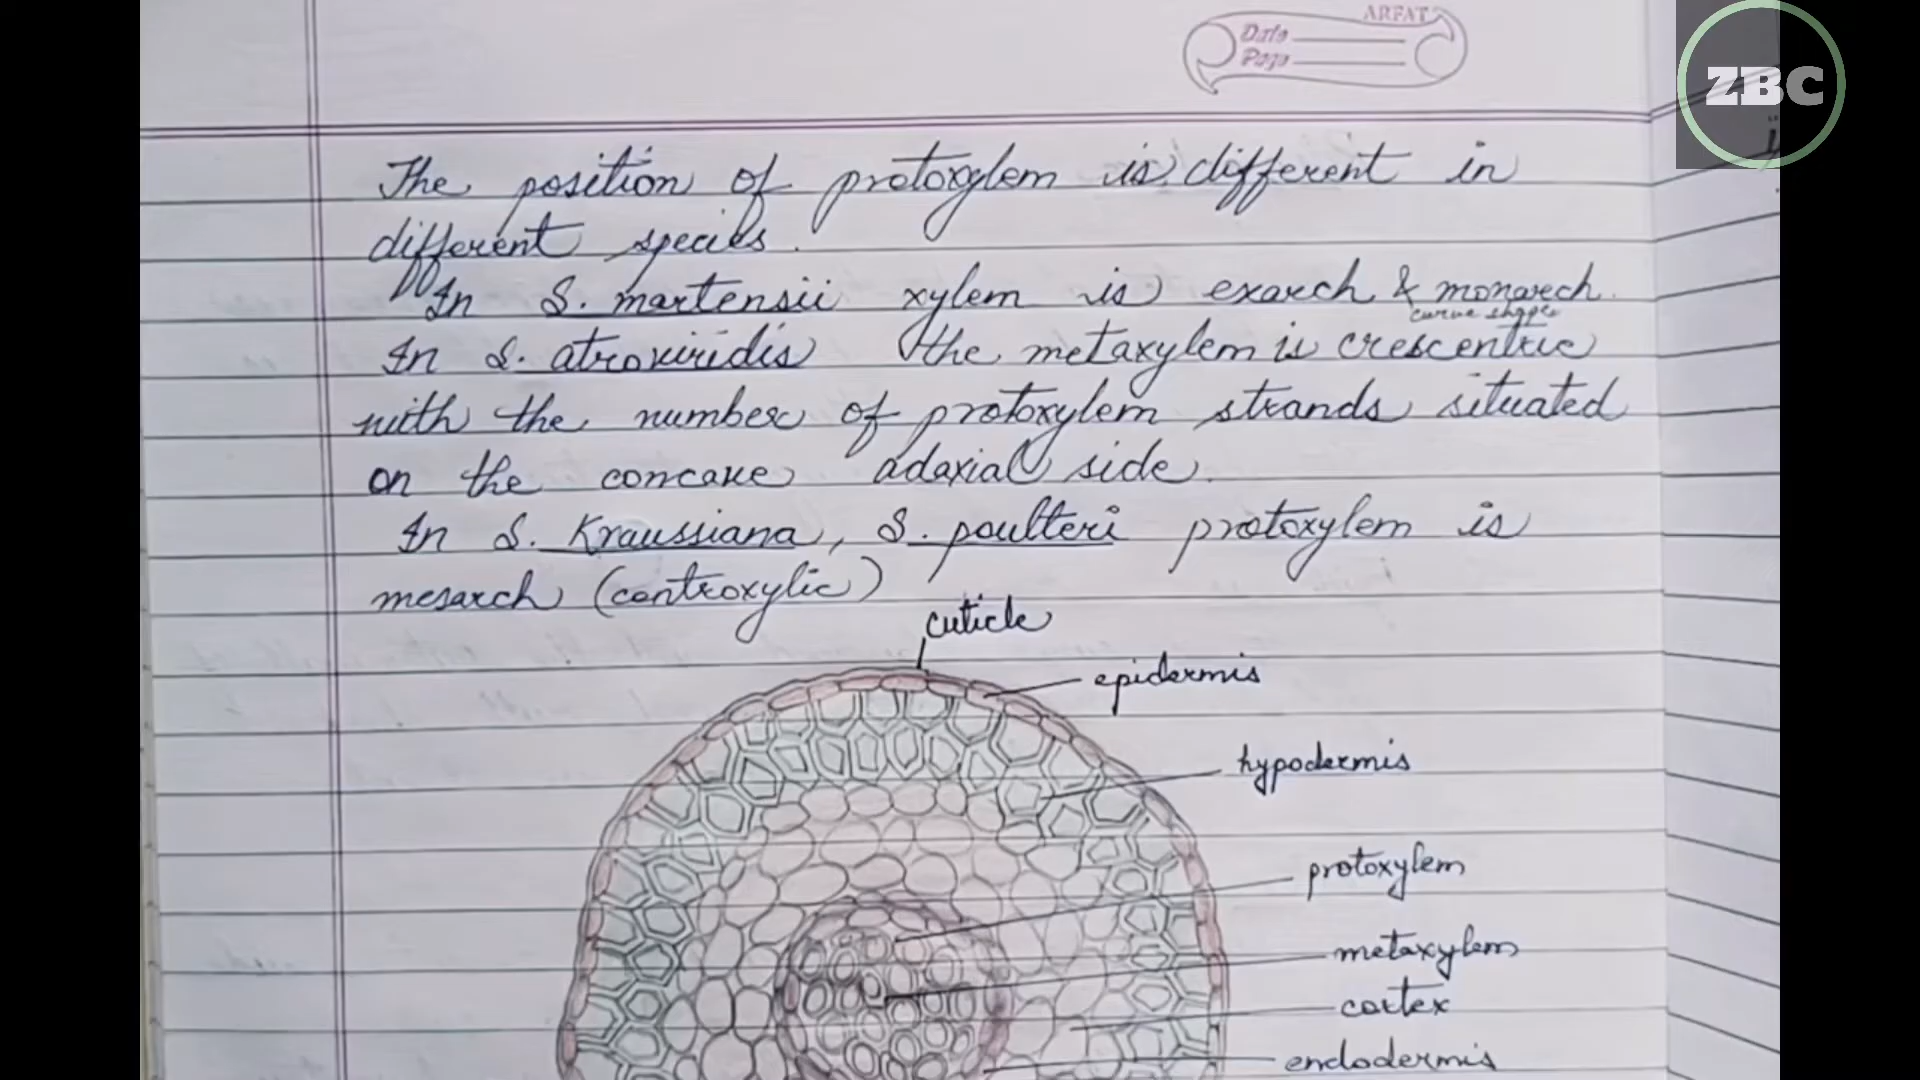 ARFAT
Date
Page
ZBC
The position of protoxylem is different in
different species.
In S. martensii xylem is exarch & monarch.
curve shape
In S. atroviridis the metaxylem is crescentric
with the number of protoxylem strands situated
on the concave adaxial side.
In S. Kraussiana, S. poulteri protoxylem is
mesarch (centroxylic)
cuticle
epidermis
hypodermis
protoxylem
metaxylem
cortex
endodermis